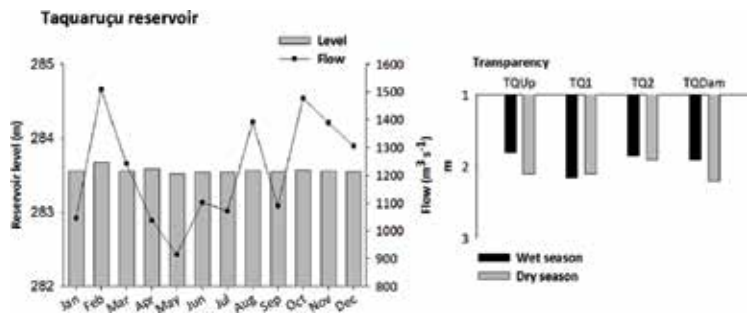 Taquaruçu reservoir
Level
Flow
285
284
283
282
Reservoir level (m)
1600
1500
1400
1300
1200
1100
1000
900
800
Flow (m³ s⁻¹)
Jan Feb Mar Apr May Jun Jul Aug Sep Oct Nov Dec
Transparency
TQUp TQ1 TQ2 TQDam
1
2
3
m
Wet season
Dry season